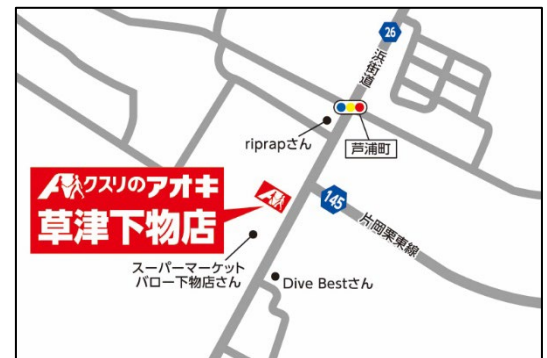 26
浜街道
riprapさん
芦浦町
クスリのアオキ
草津下物店
145
片岡栗東線
スーパーマーケット
バロー下物店さん
Dive Bestさん